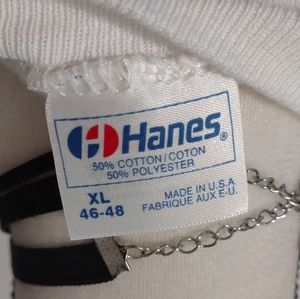 Hanes®
50% COTTON/COTON
50% POLYESTER
XL
46-48
MADE IN U.S.A
FABRIQUE AUX E-U.